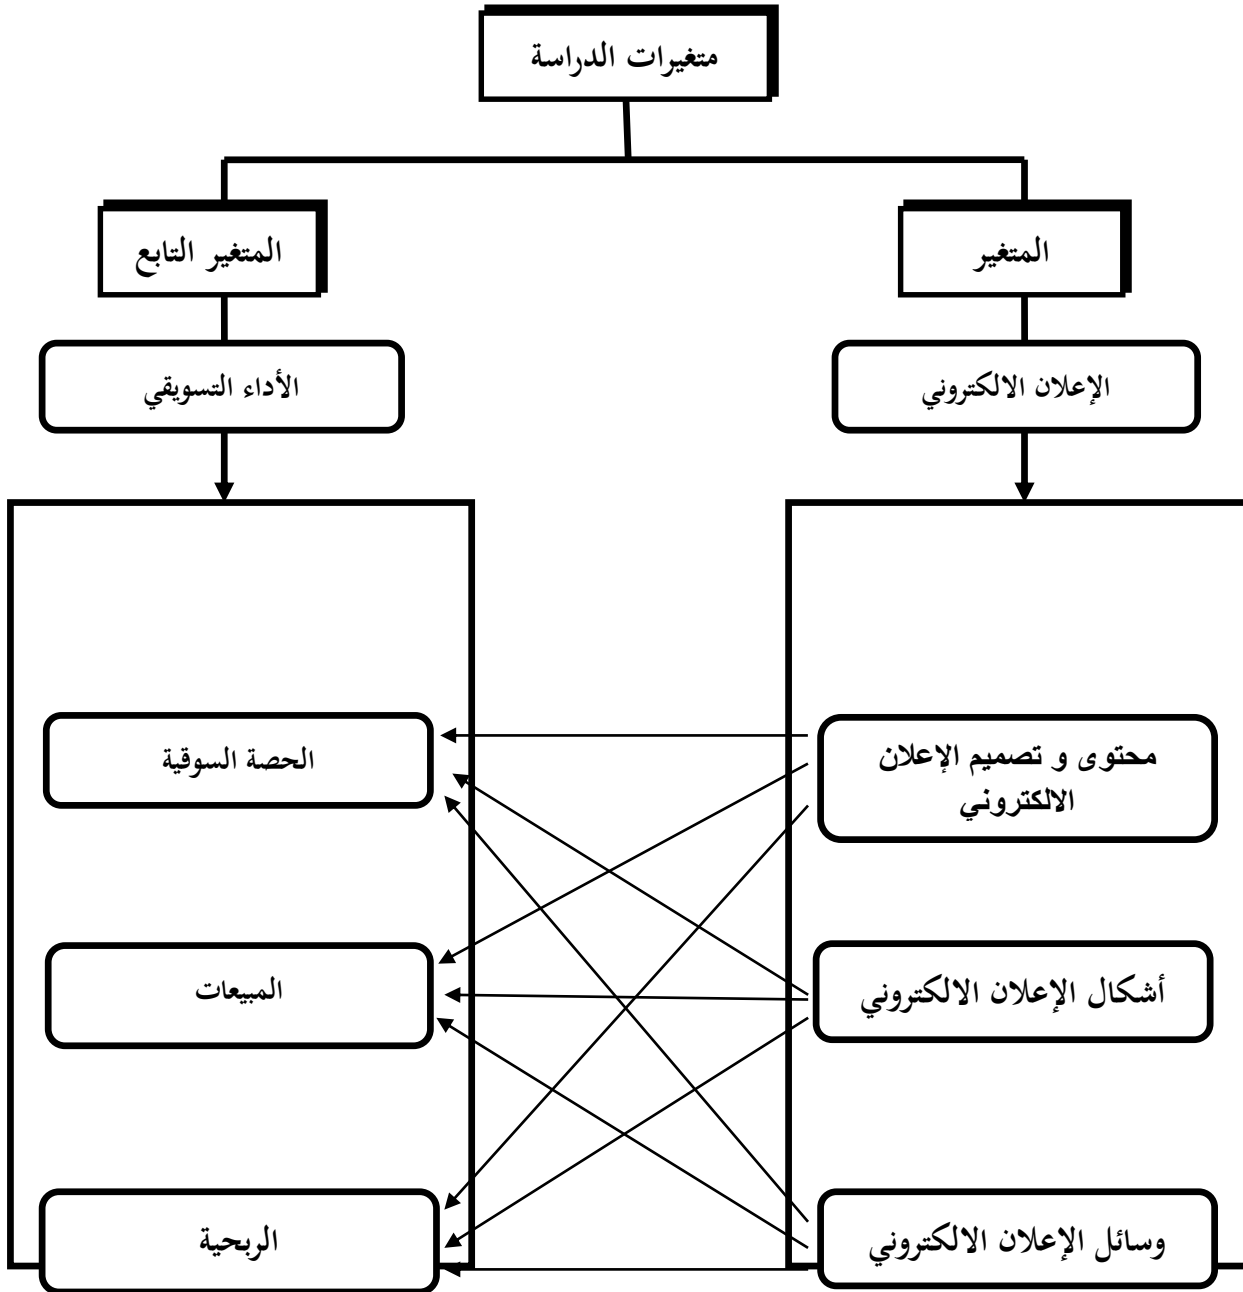 متغيرات الدراسة
المتغير
المتغير التابع
الإعلان الالكتروني
الأداء التسويقي
محتوى و تصميم الإعلان
الالكتروني
الحصة السوقية
أشكال الإعلان الالكتروني
المبيعات
وسائل الإعلان الالكتروني
الربحية